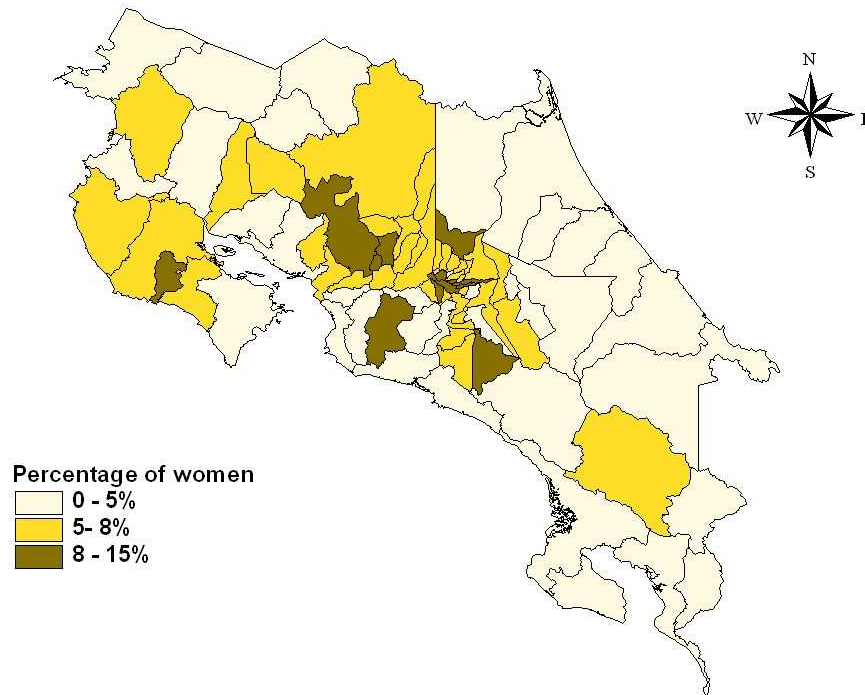 N
W
E
S
Percentage of women
0 - 5%
5- 8%
8 - 15%